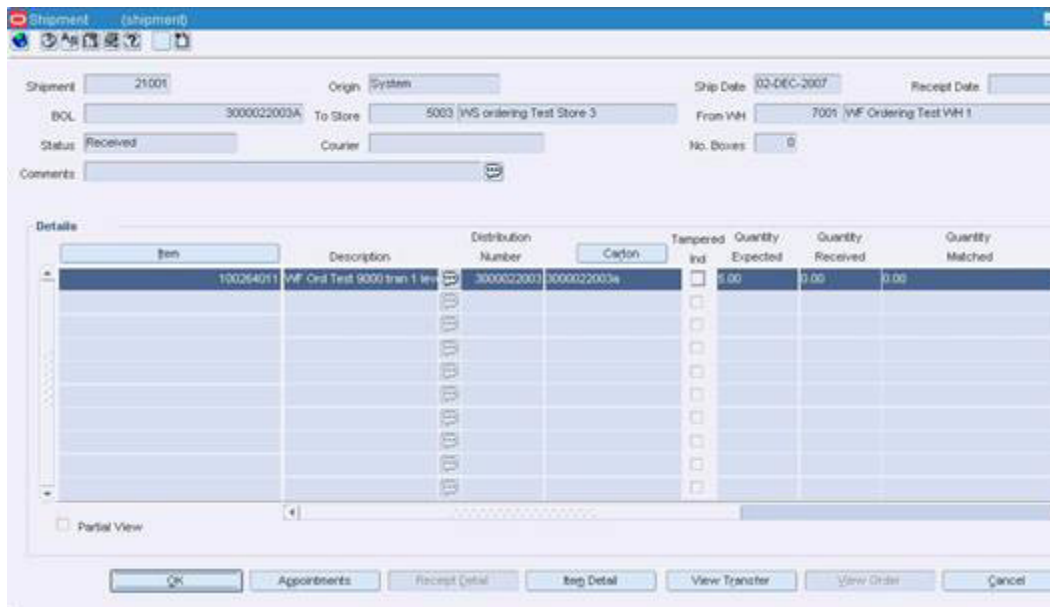 Shipment (shipment)
Shipment 21001 Origin System Ship Date 02-DEC-2007 Receipt Date
BOL 3000022003A To Store 5003 WS ordering Test Store 3 From WH 7001 WF Ordering Test WH 1
Status Received Courier No. Boxes 0
Comments
Details
Item Description Distribution Number Carton Tampered Ind Quantity Expected Quantity Received Quantity Matched
100264011 WF Ord Test 9000 tran 1 leve 3000022003 3000022003a 6.00 0.00 0.00
Partial View
OK Appointments Receipt Detail Item Detail View Transfer View Order Cancel